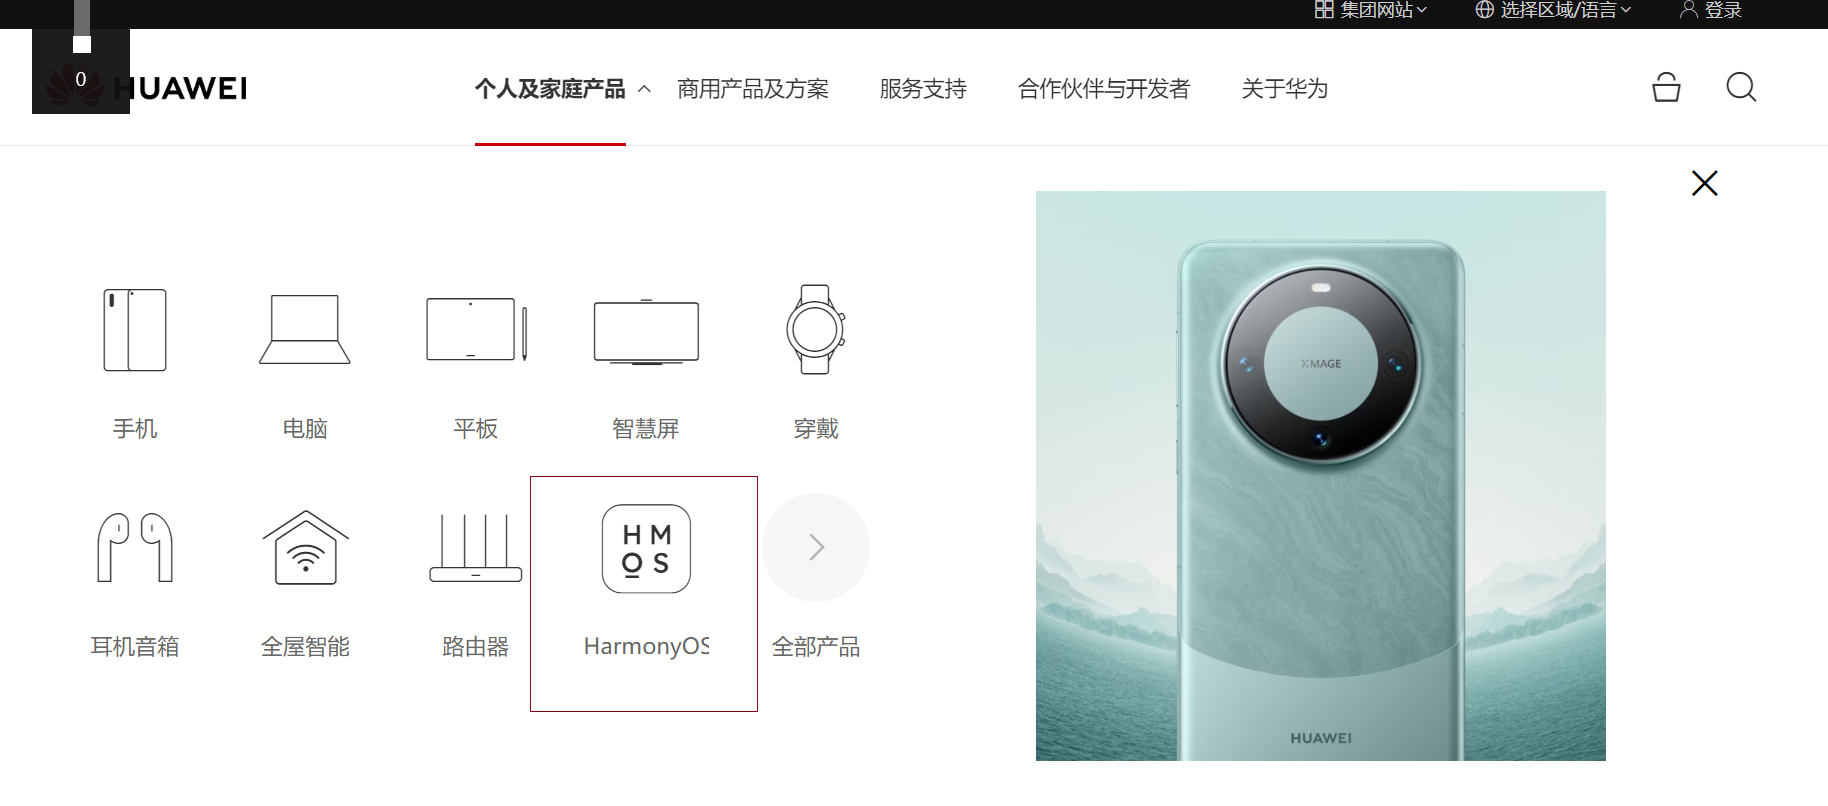 集团网站 选择区域/语言 登录
0
HUAWEI 个人及家庭产品 商用产品及方案 服务支持 合作伙伴与开发者 关于华为
XMAGE
手机 电脑 平板 智慧屏 穿戴
HM
OS
耳机音箱 全屋智能 路由器 HarmonyOS 全部产品
HUAWEI